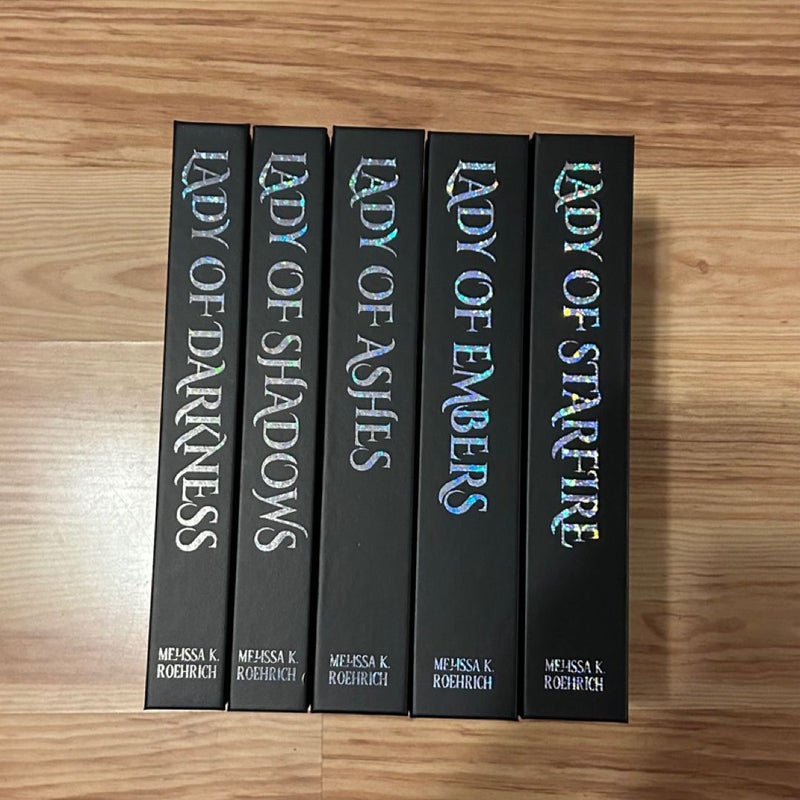 LADY OF DARKNESS
MELISSA K.
ROEHRICH
LADY OF SHADOWS
MELISSA K.
ROEHRICH
LADY OF ASHES
MELISSA K.
ROEHRICH
LADY OF EMBERS
MELISSA K.
ROEHRICH
LADY OF STARFIRE
MELISSA K.
ROEHRICH